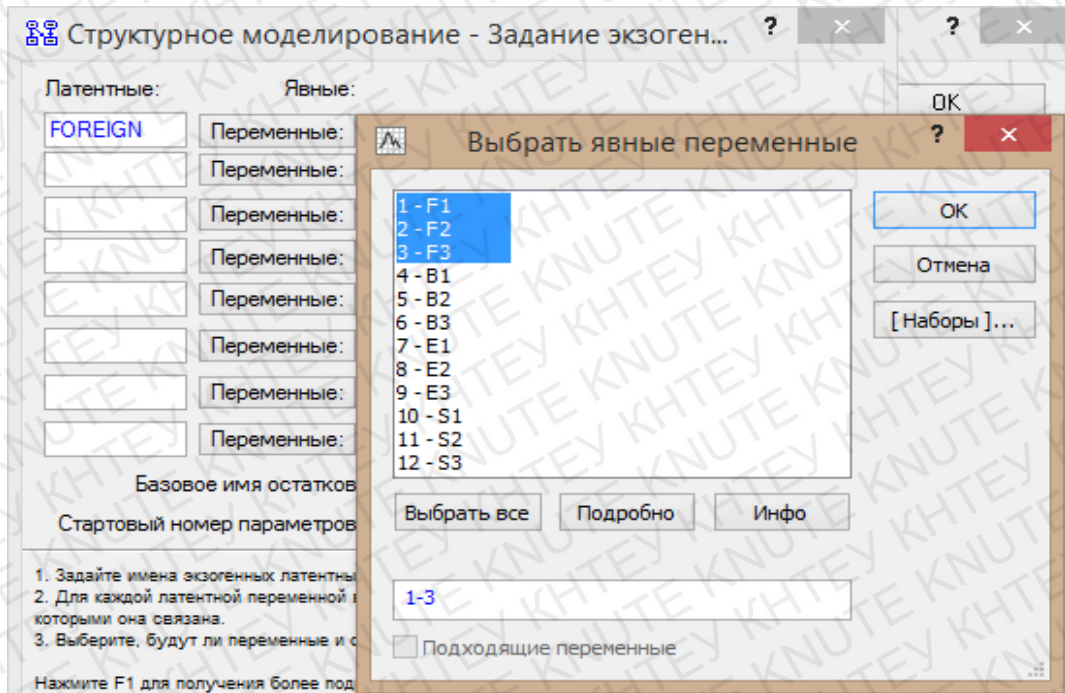 Структурное моделирование - Задание экзоген...
Латентные:
Явные:
OK
FOREIGN
Переменные:
Переменные:
Переменные:
Переменные:
Переменные:
Переменные:
Переменные:
Переменные:
Базовое имя остатков
Стартовый номер параметров
1. Задайте имена экзогенных латентны
2. Для каждой латентной переменной
которыми она связана.
3. Выберите, будут ли переменные и
Нажмите F1 для получения более под
Выбрать явные переменные
1 - F1
2 - F2
3 - F3
4 - B1
5 - B2
6 - B3
7 - E1
8 - E2
9 - E3
10 - S1
11 - S2
12 - S3
OK
Отмена
[ Наборы ]...
Выбрать все
Подробно
Инфо
1-3
Подходящие переменные
KNUTE КНТЕУ